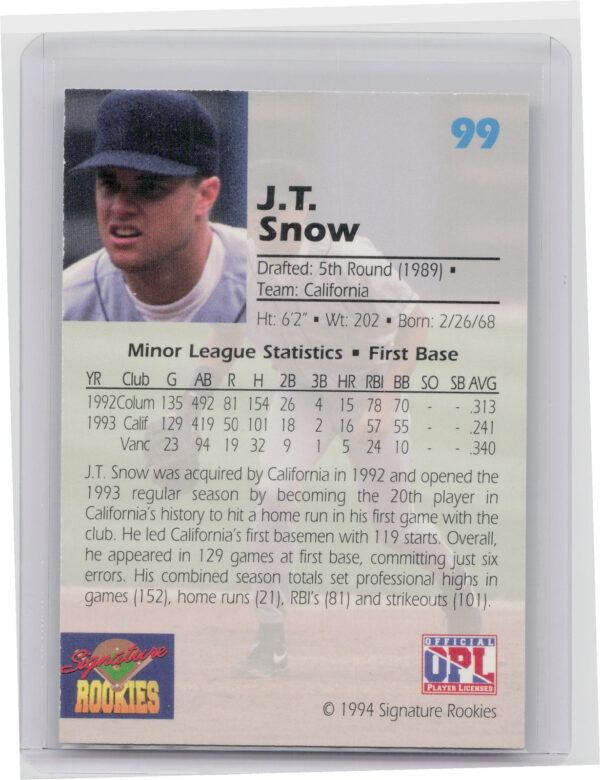 99
J.T.
Snow
Drafted: 5th Round (1989) ▪
Team: California
Ht: 6'2" ▪ Wt: 202 ▪ Born: 2/26/68
Minor League Statistics ▪ First Base
YR Club G AB R H 2B 3B HR RBI BB SO SB AVG
1992 Colum 135 492 81 154 26 4 15 78 70 - - .313
1993 Calif 129 419 50 101 18 2 16 57 55 - - .241
Vanc 23 94 19 32 9 1 5 24 10 - - .340
J.T. Snow was acquired by California in 1992 and opened the
1993 regular season by becoming the 20th player in
California's history to hit a home run in his first game with the
club. He led California's first basemen with 119 starts. Overall,
he appeared in 129 games at first base, committing just six
errors. His combined season totals set professional highs in
games (152), home runs (21), RBI's (81) and strikeouts (101).
Signature
ROOKIES
OFFICIAL
OPL
PLAYER LICENSED
© 1994 Signature Rookies